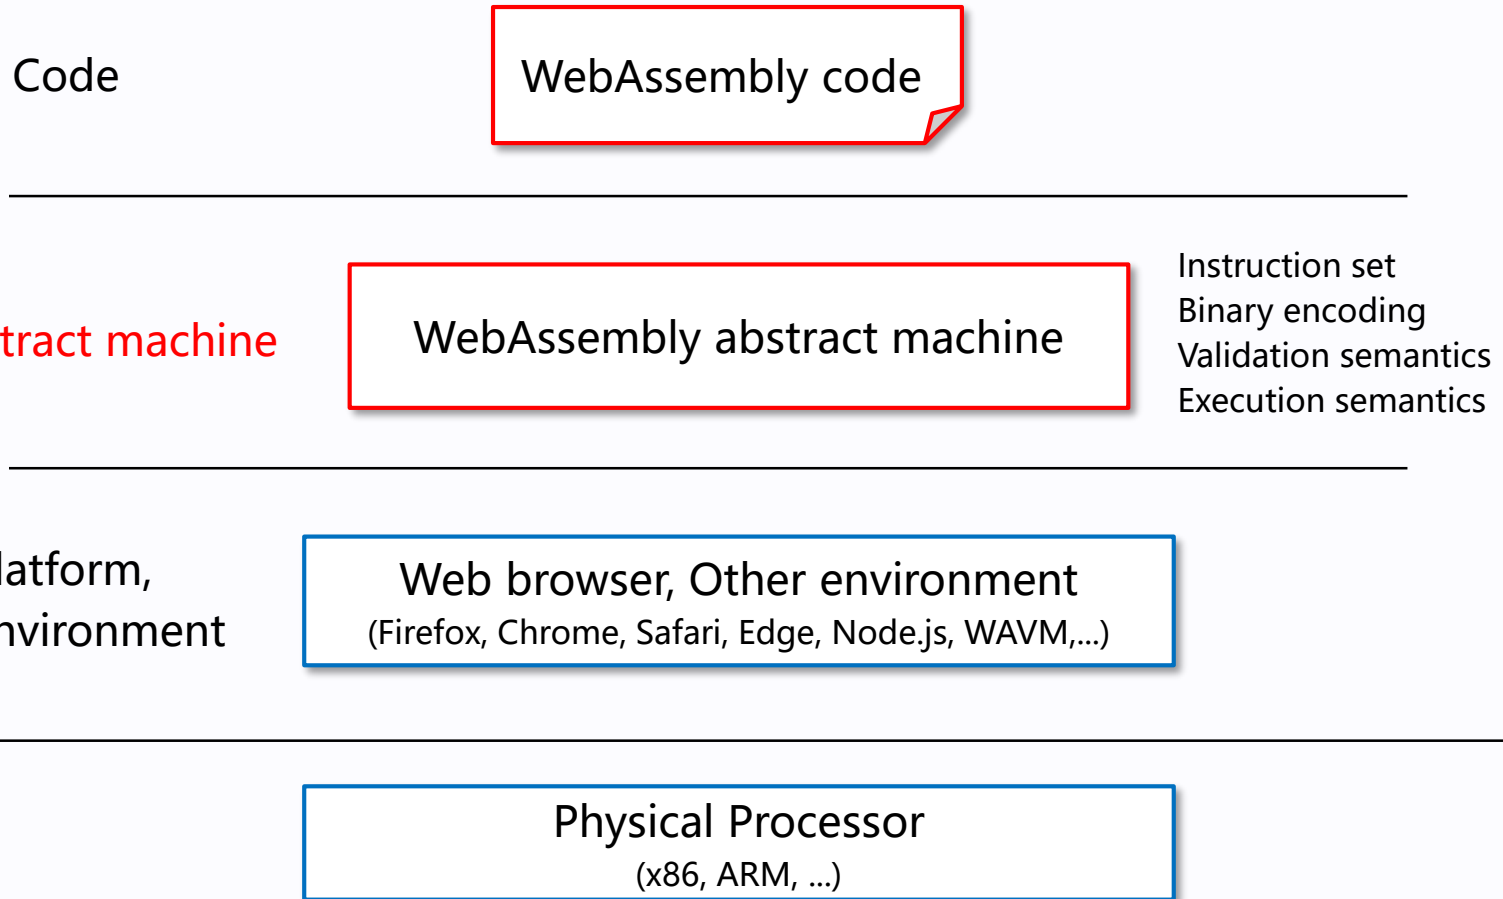 Code
WebAssembly code
tract machine
WebAssembly abstract machine
Instruction set
Binary encoding
Validation semantics
Execution semantics
latform,
nvironment
Web browser, Other environment
(Firefox, Chrome, Safari, Edge, Node.js, WAVM,...)
Physical Processor
(x86, ARM, ...)